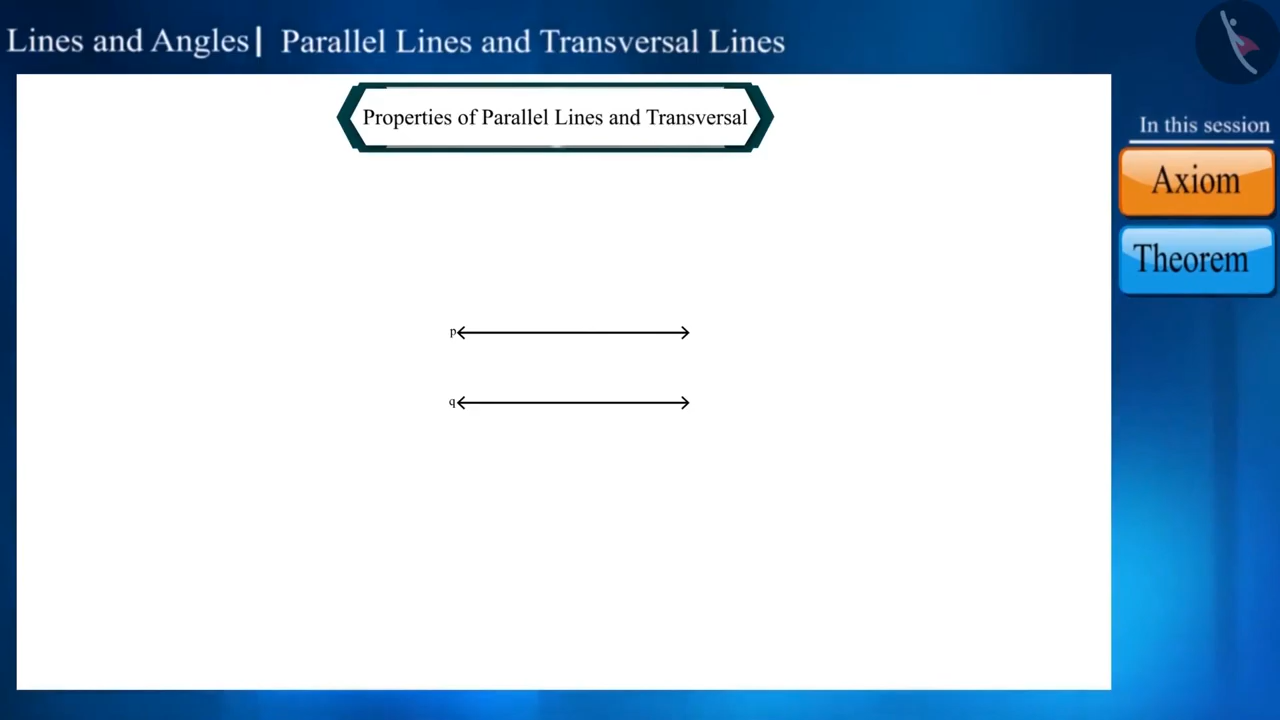 Lines and Angles| Parallel Lines and Transversal Lines
Properties of Parallel Lines and Transversal
In this session
Axiom
Theorem
p
q